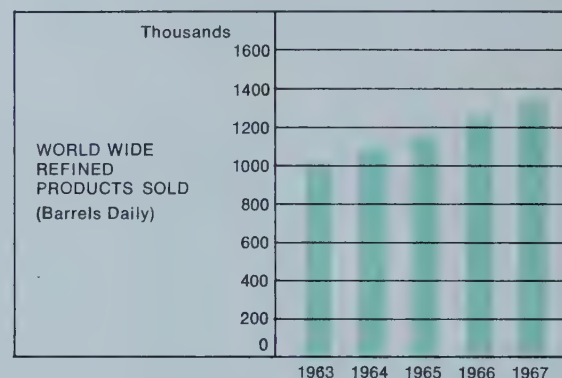 Thousands
1600
1400
1200
1000
800
600
400
200
0
WORLD WIDE
REFINED
PRODUCTS SOLD
(Barrels Daily)
1963 1964 1965 1966 1967